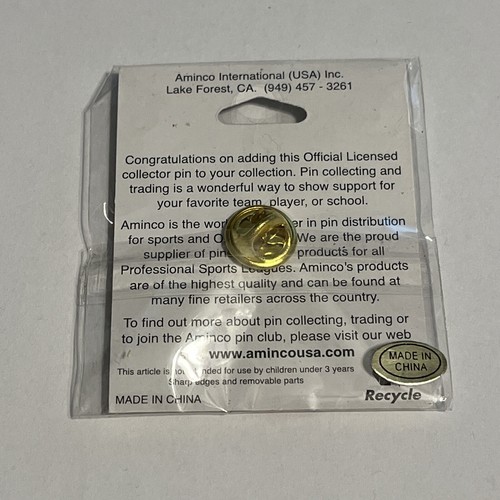 Aminco International (USA) Inc.
Lake Forest, CA. (949) 457 - 3261
Congratulations on adding this Official Licensed
collector pin to your collection. Pin collecting and
trading is a wonderful way to show support for
your favorite team, player, or school.
Aminco is the in pin distribution
for sports and We are the proud
supplier of products for all
Professional Sports Leagues. Aminco's products
are of the highest quality and can be found at
many fine retailers across the country.
To find out more about pin collecting, trading or
to join the Aminco pin club, please visit our web
www.amincousa.com
This article is for use by children under 3 years
Sharp edges and removable parts
MADE IN CHINA
MADE IN
CHINA
Recycle